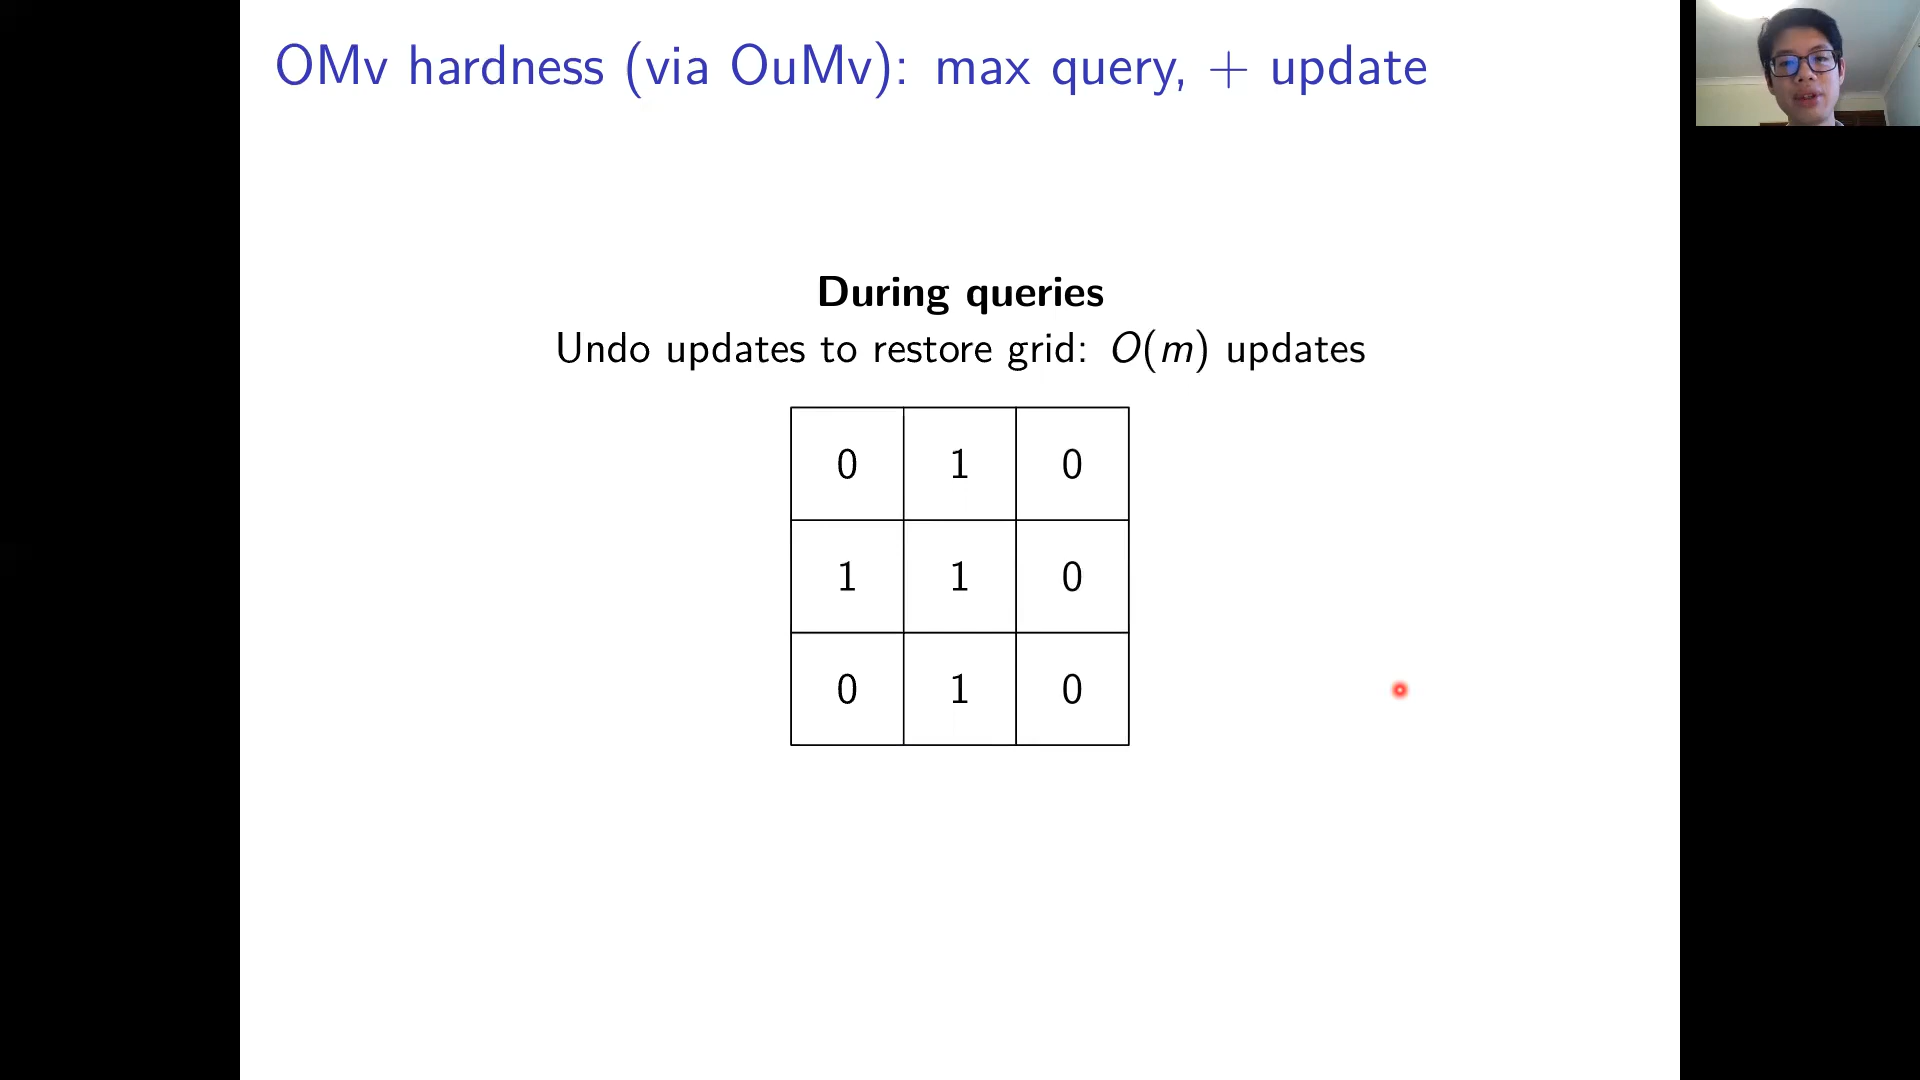 OMv hardness (via OuMv): max query, + update
During queries
Undo updates to restore grid: O(m) updates
0 1 0
1 1 0
0 1 0